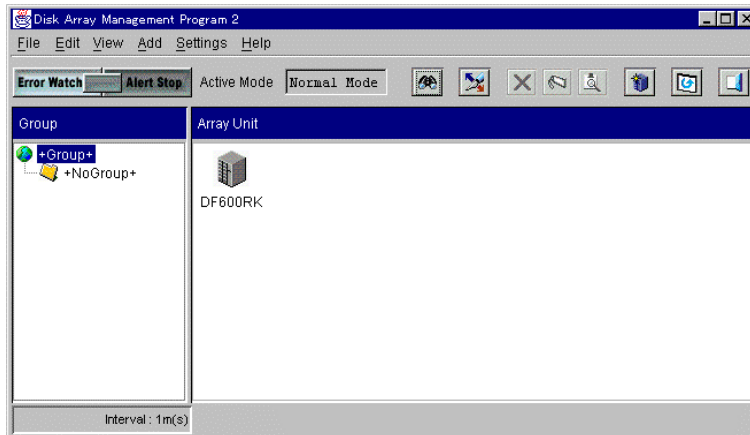 Disk Array Management Program 2
File Edit View Add Settings Help
Error Watch Alert Stop Active Mode Normal Mode
Group Array Unit
+Group+
+NoGroup+
DF600RK
Interval : 1m(s)